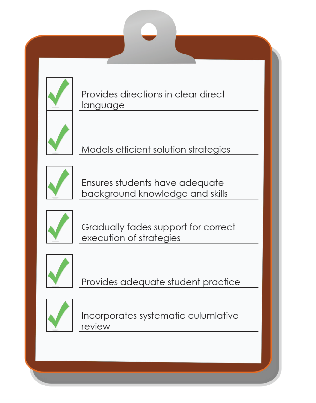 Provides directions in clear direct
language
Models efficient solution strategies
Ensures students have adequate
background knowledge and skills
Gradually fades support for correct
execution of strategies
Provides adequate student practice
Incorporates systematic culumlative
review